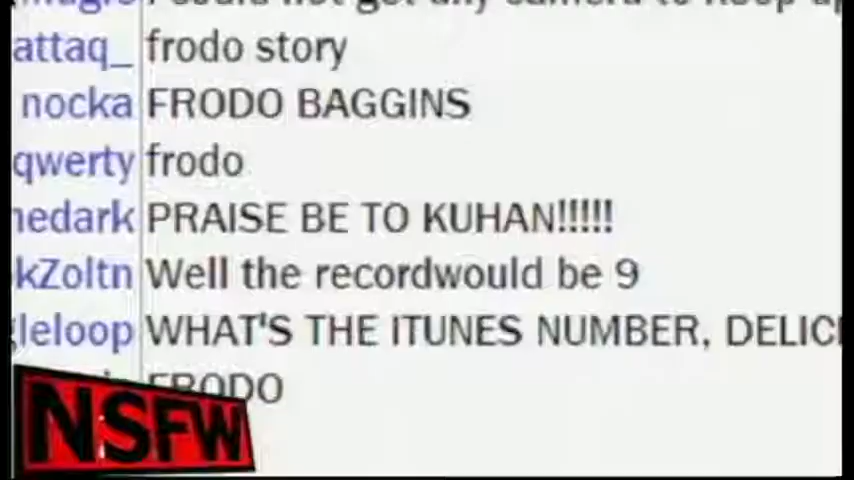 attaq_ frodo story
nocka FRODO BAGGINS
qwerty frodo
nedark PRAISE BE TO KUHAN!!!!!
kZoltn Well the recordwould be 9
leloop WHAT'S THE ITUNES NUMBER, DELICI
FRODO
NSFW